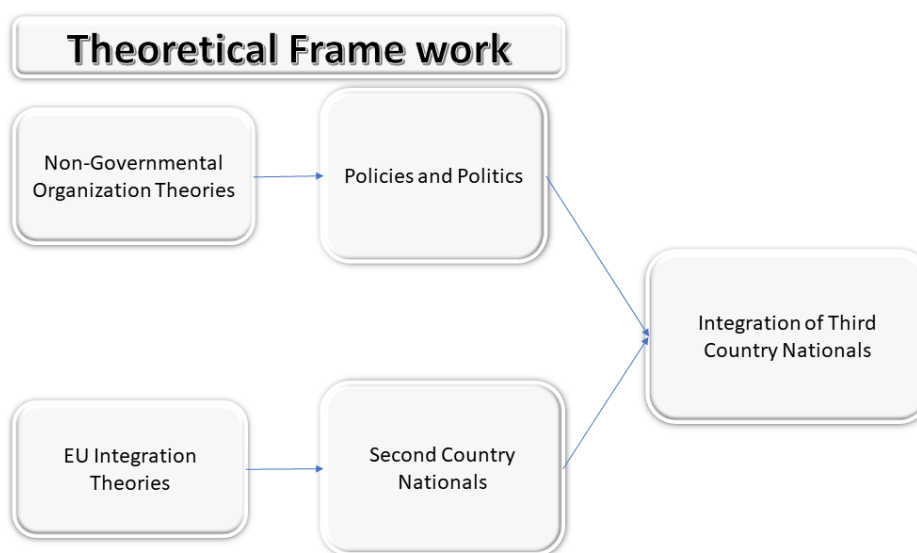 Theoretical Frame work
Non-Governmental
Organization Theories
Policies and Politics
Integration of Third
Country Nationals
EU Integration
Theories
Second Country
Nationals